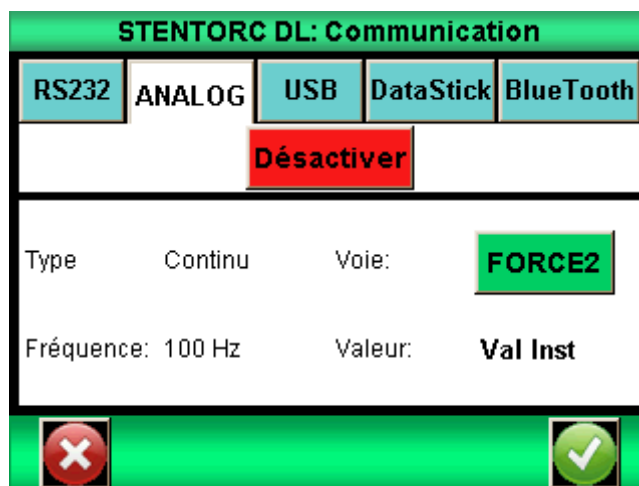 STENTORC DL: Communication
RS232 ANALOG USB DataStick BlueTooth
Désactiver
Type Continu Voie: FORCE2
Fréquence: 100 Hz Valeur: Val Inst